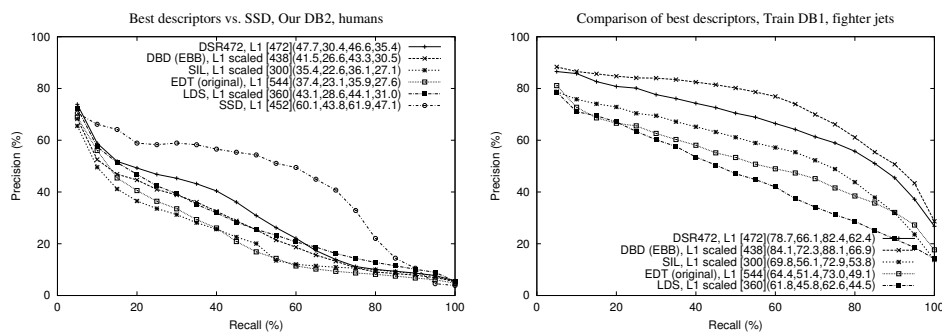 Best descriptors vs. SSD, Our DB2, humans
100
80
60
40
20
0
Precision (%)
DSR472, L1 [472](47.7,30.4,46.6,35.4)
DBD (EBB), L1 scaled [438](41.5,26.6,43.3,30.5)
SIL, L1 scaled [300](35.4,22.6,36.1,27.1)
EDT (original), L1 [544](37.4,23.1,35.9,27.6)
LDS, L1 scaled [360](43.1,28.6,44.1,31.0)
SSD, L1 [452](60.1,43.8,61.9,47.1)
0 20 40 60 80 100
Recall (%)
Comparison of best descriptors, Train DB1, fighter jets
100
80
60
40
20
0
Precision (%)
DSR472, L1 [472](78.7,66.1,82.4,62.4)
DBD (EBB), L1 scaled [438](84.1,72.3,88.1,66.9)
SIL, L1 scaled [300](69.8,56.1,72.9,53.8)
EDT (original), L1 [544](64.4,51.4,73.0,49.1)
LDS, L1 scaled [360](61.8,45.8,62.6,44.5)
0 20 40 60 80 100
Recall (%)